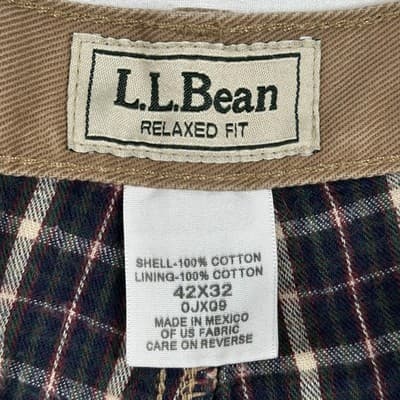 L.L.Bean
RELAXED FIT
SHELL-100% COTTON
LINING-100% COTTON
42X32
0JX09
MADE IN MEXICO
OF US FABRIC
CARE ON REVERSE